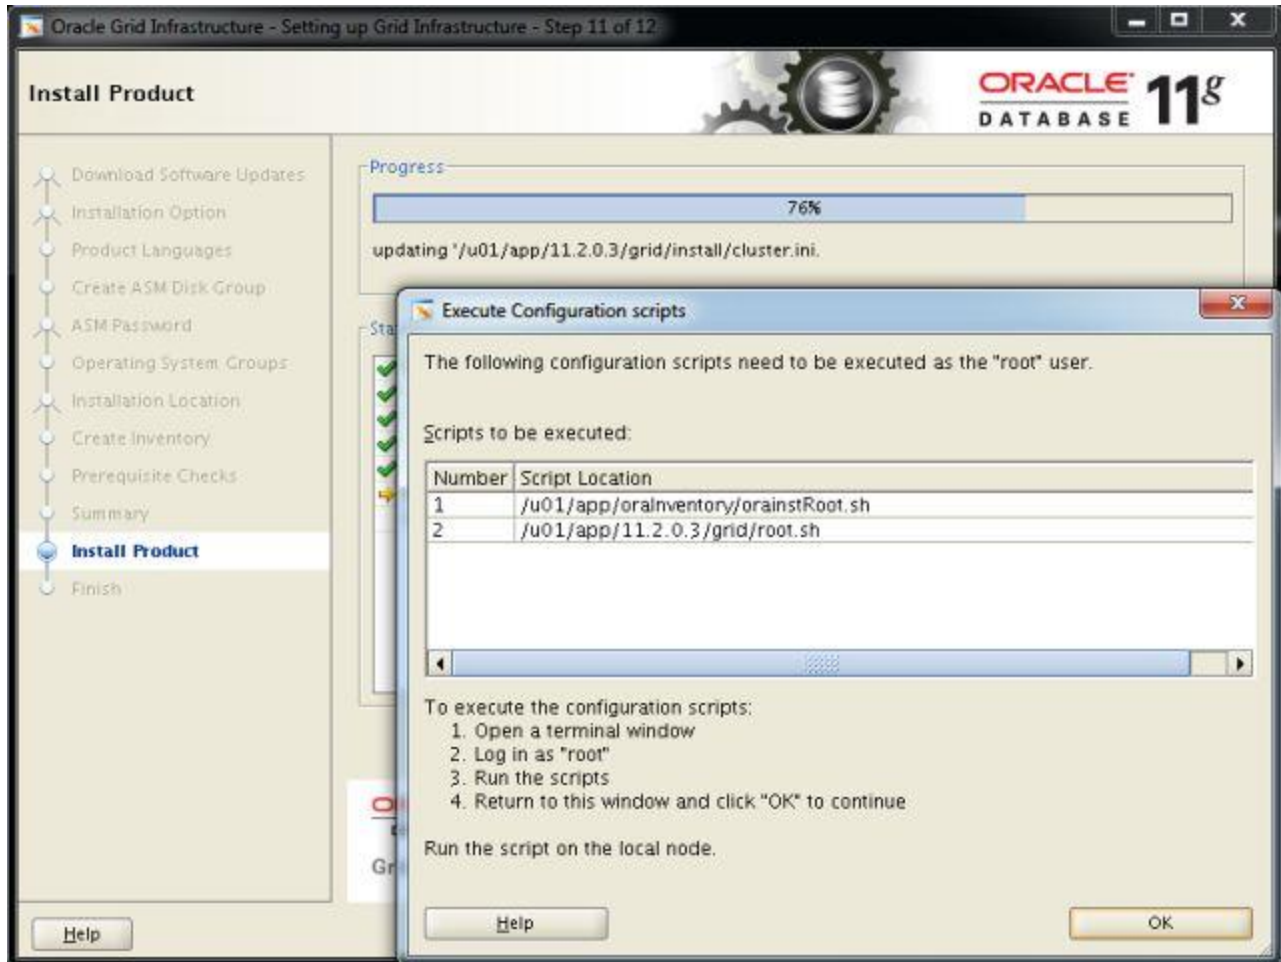 Oracle Grid Infrastructure - Setting up Grid Infrastructure - Step 11 of 12
Install Product
ORACLE DATABASE 11g
Download Software Updates
Installation Option
Product Languages
Create ASM Disk Group
ASM Password
Operating System Groups
Installation Location
Create Inventory
Prerequisite Checks
Summary
Install Product
Finish
Help
Progress
76%
updating '/u01/app/11.2.0.3/grid/install/cluster.ini.
Execute Configuration scripts
The following configuration scripts need to be executed as the "root" user.
Scripts to be executed:
Number Script Location
1 /u01/app/oraInventory/orainstRoot.sh
2 /u01/app/11.2.0.3/grid/root.sh
To execute the configuration scripts:
1. Open a terminal window
2. Log in as "root"
3. Run the scripts
4. Return to this window and click "OK" to continue
Run the script on the local node.
Help
OK